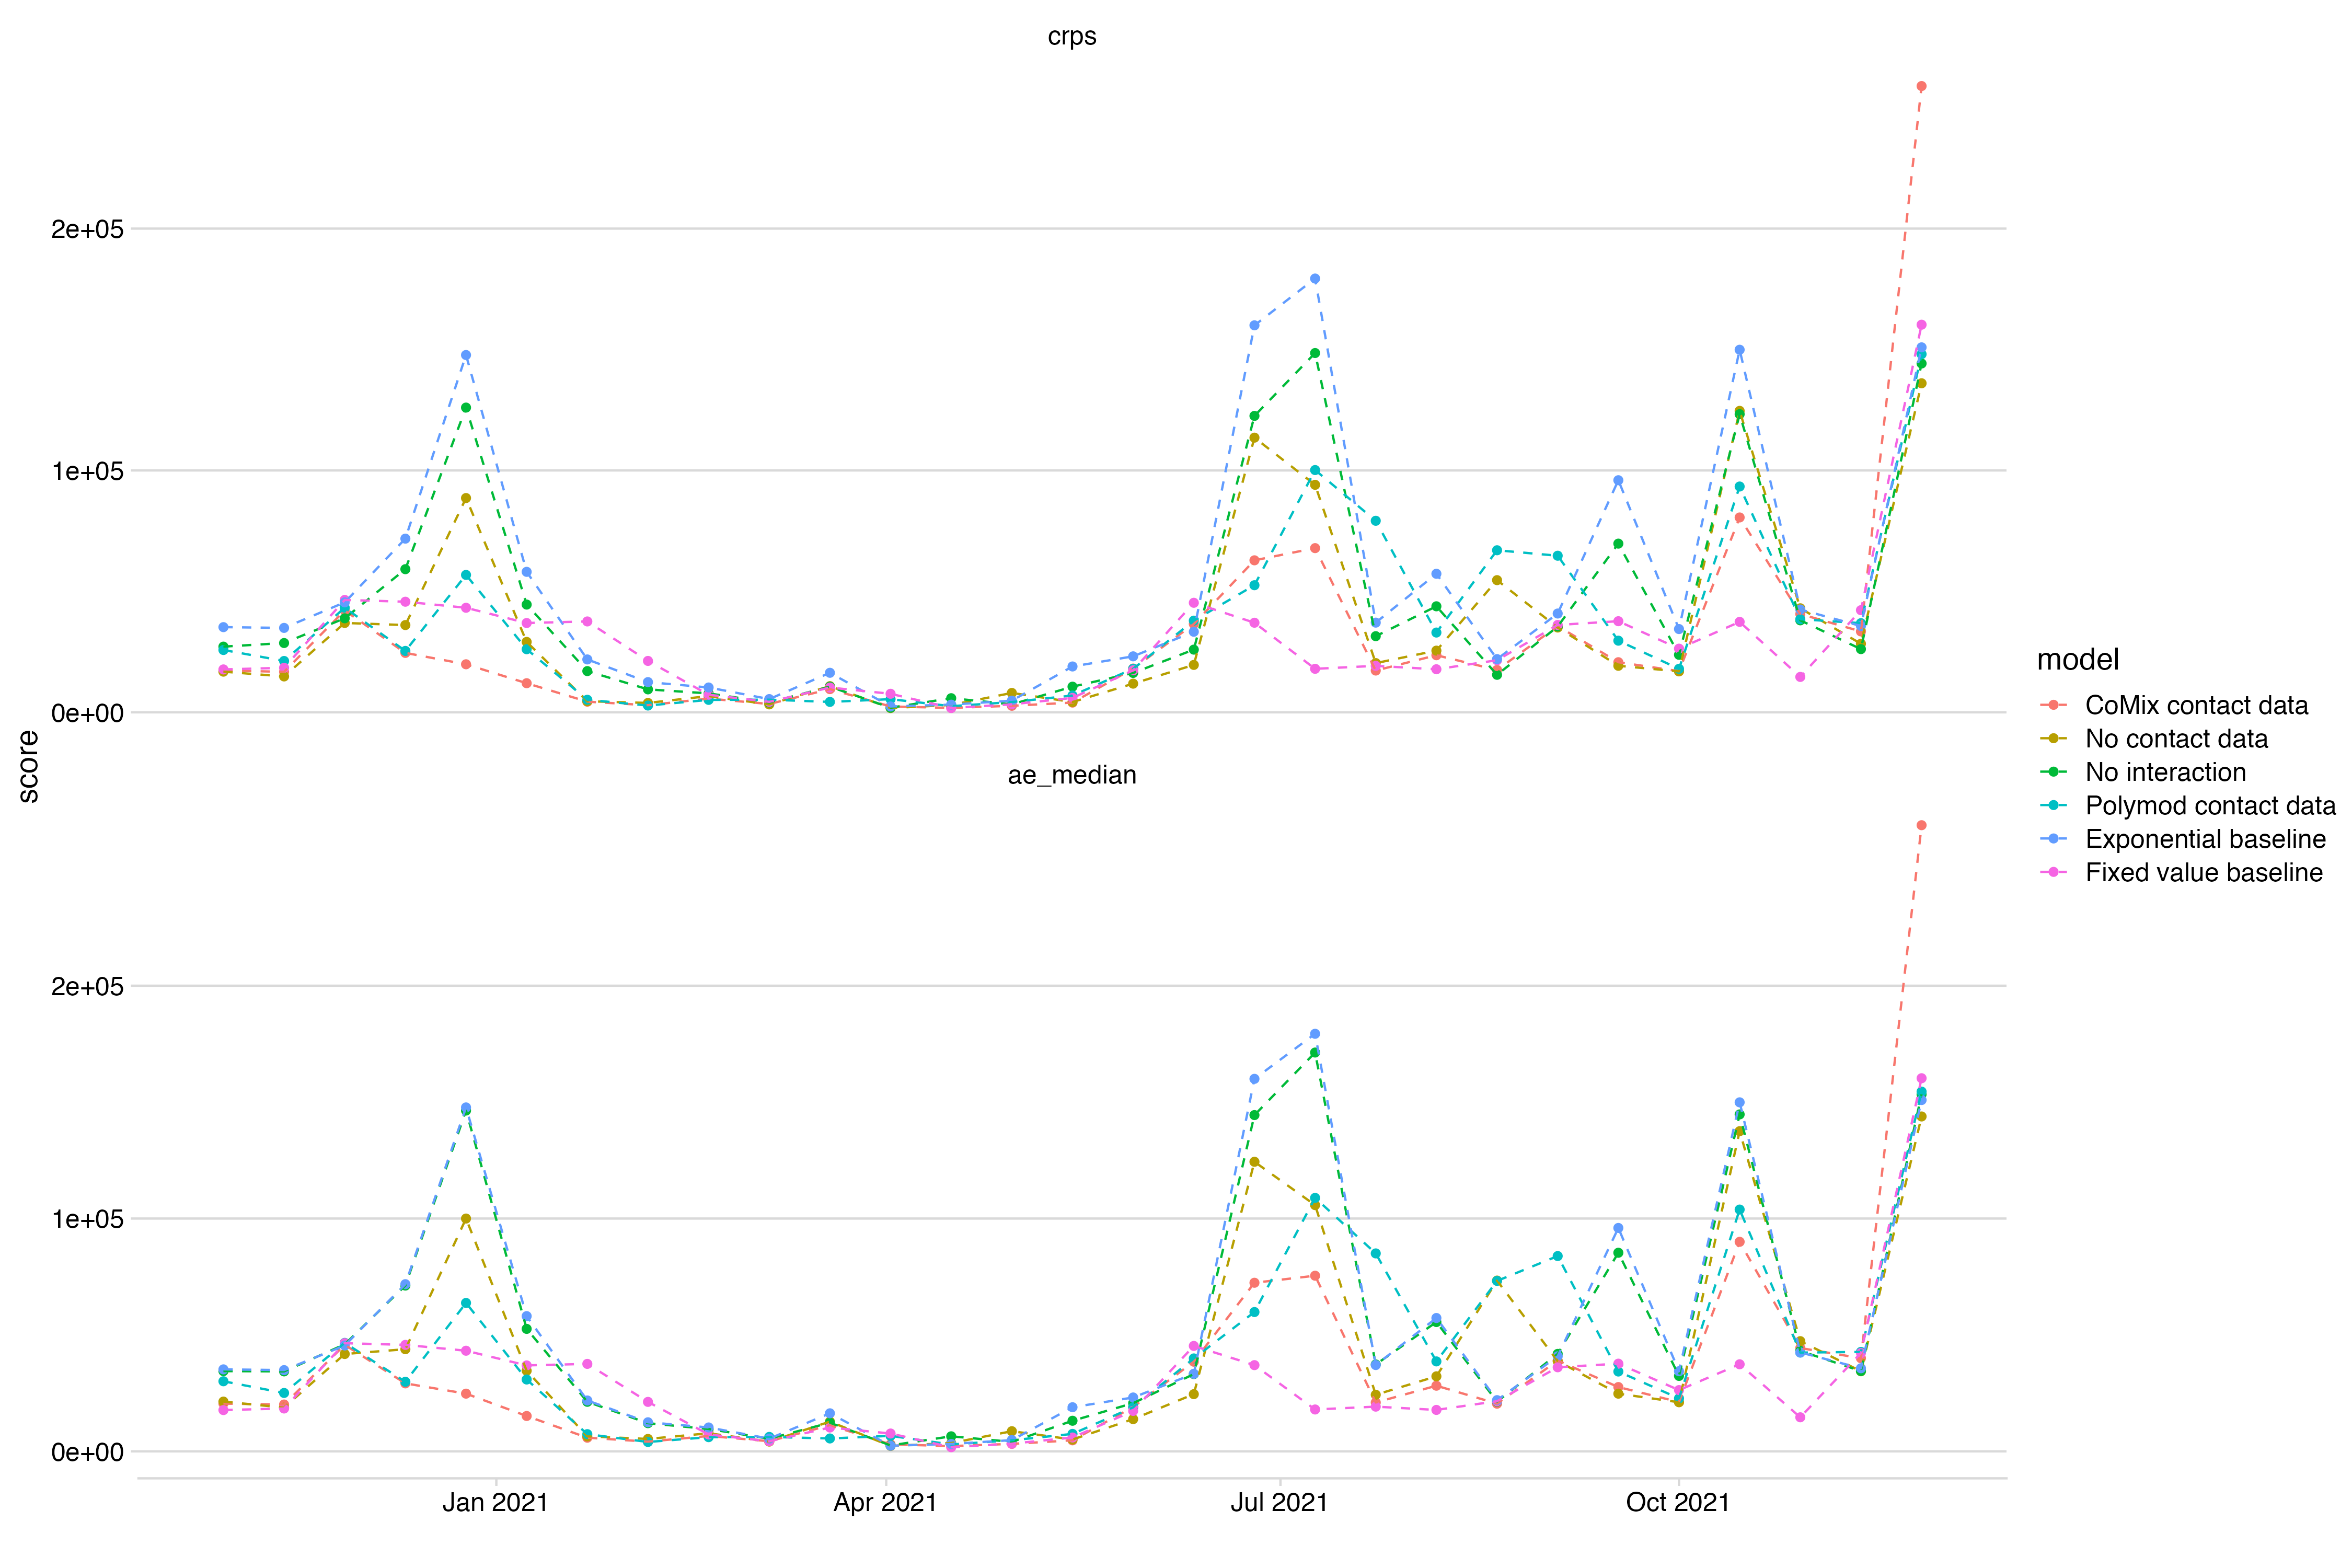 crps
2e+05
1e+05
0e+00
score
ae_median
2e+05
1e+05
0e+00
Jan 2021
Apr 2021
Jul 2021
Oct 2021
model
CoMix contact data
No contact data
No interaction
Polymod contact data
Exponential baseline
Fixed value baseline